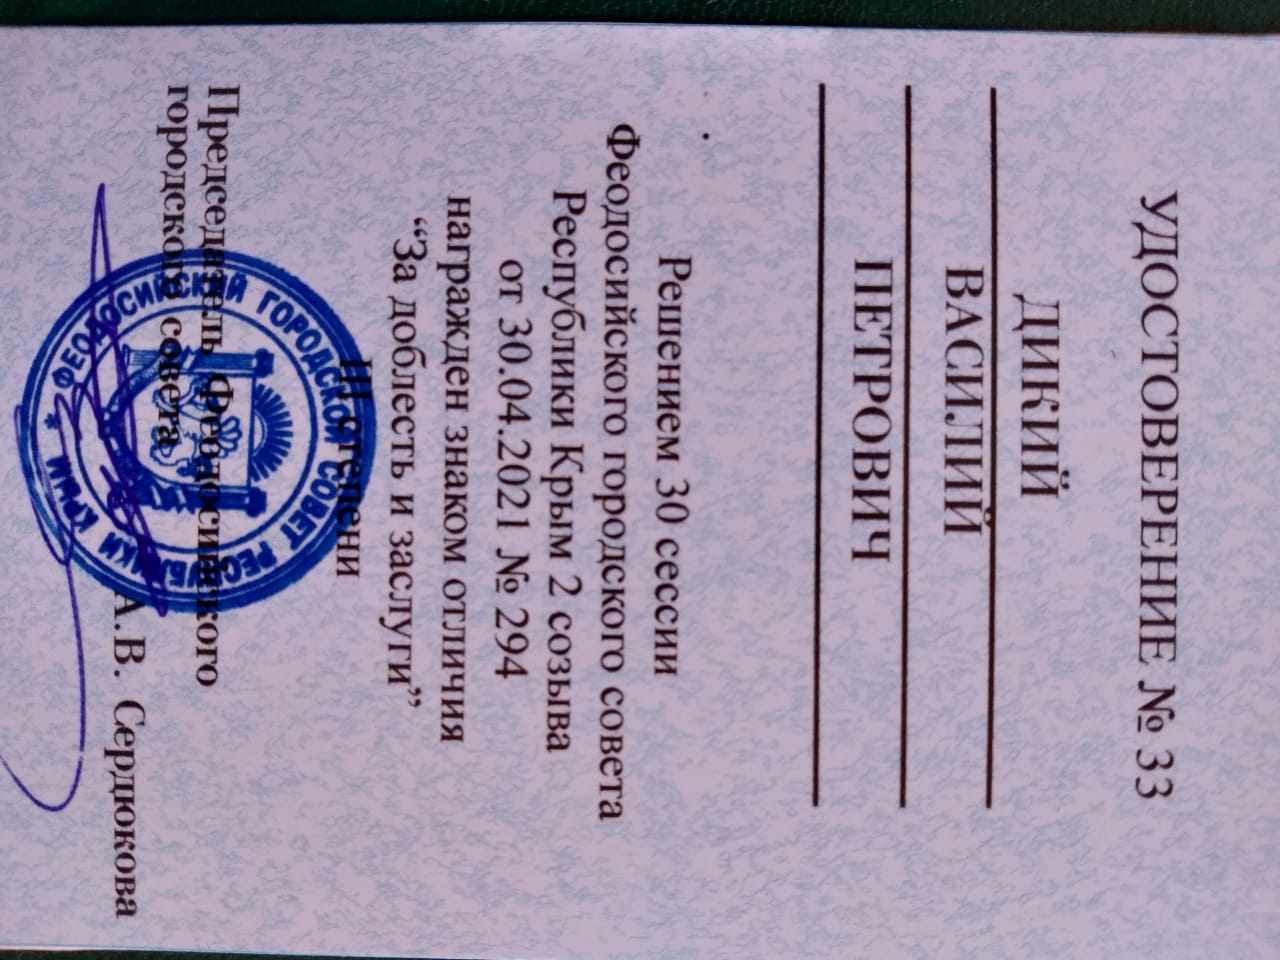 УДОСТОВЕРЕНИЕ № 33
ДИКИЙ
ВАСИЛИЙ
ПЕТРОВИЧ
Решением 30 сессии
Феодосийского городского совета
Республики Крым 2 созыва
от 30.04.2021 № 294
награжден знаком отличия
“За доблесть и заслуги”
III степени
Председатель Феодосийского
городского совета
А.В. Сердюкова
ФЕОДОСИЙСКИЙ ГОРОДСКОЙ СОВЕТ РЕСПУБЛИКИ КРЫМ *